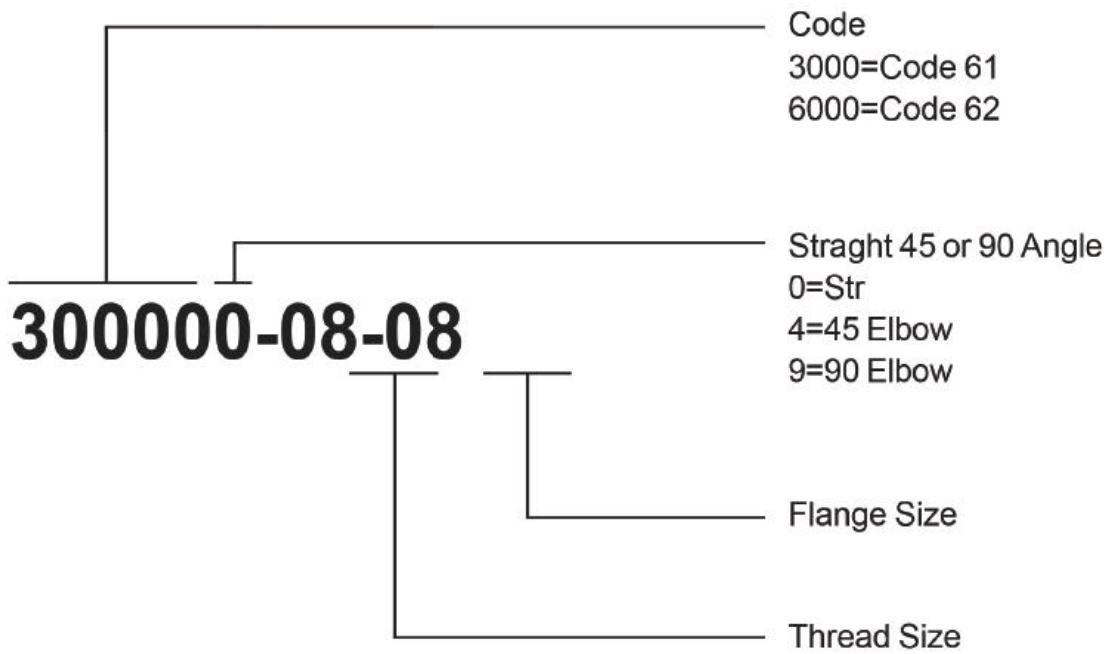 Code
3000=Code 61
6000=Code 62
Straght 45 or 90 Angle
0=Str
4=45 Elbow
9=90 Elbow
300000-08-08
Flange Size
Thread Size